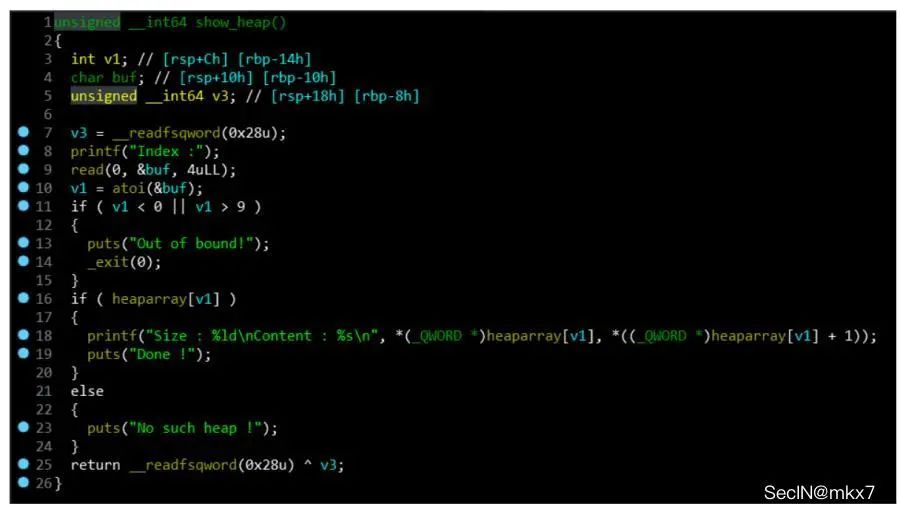 1 unsigned __int64 show_heap()
2 {
3   int v1; // [rsp+Ch] [rbp-14h]
4   char buf; // [rsp+10h] [rbp-10h]
5   unsigned __int64 v3; // [rsp+18h] [rbp-8h]
6
7   v3 = __readfsqword(0x28u);
8   printf("Index :");
9   read(0, &buf, 4uLL);
10   v1 = atoi(&buf);
11   if ( v1 < 0 || v1 > 9 )
12   {
13     puts("Out of bound!");
14     _exit(0);
15   }
16   if ( heaparray[v1] )
17   {
18     printf("Size : %ld\nContent : %s\n", *(_QWORD *)heaparray[v1], *((_QWORD *)heaparray[v1] + 1));
19     puts("Done !");
20   }
21   else
22   {
23     puts("No such heap !");
24   }
25   return __readfsqword(0x28u) ^ v3;
26 }
SecIN@mkx7